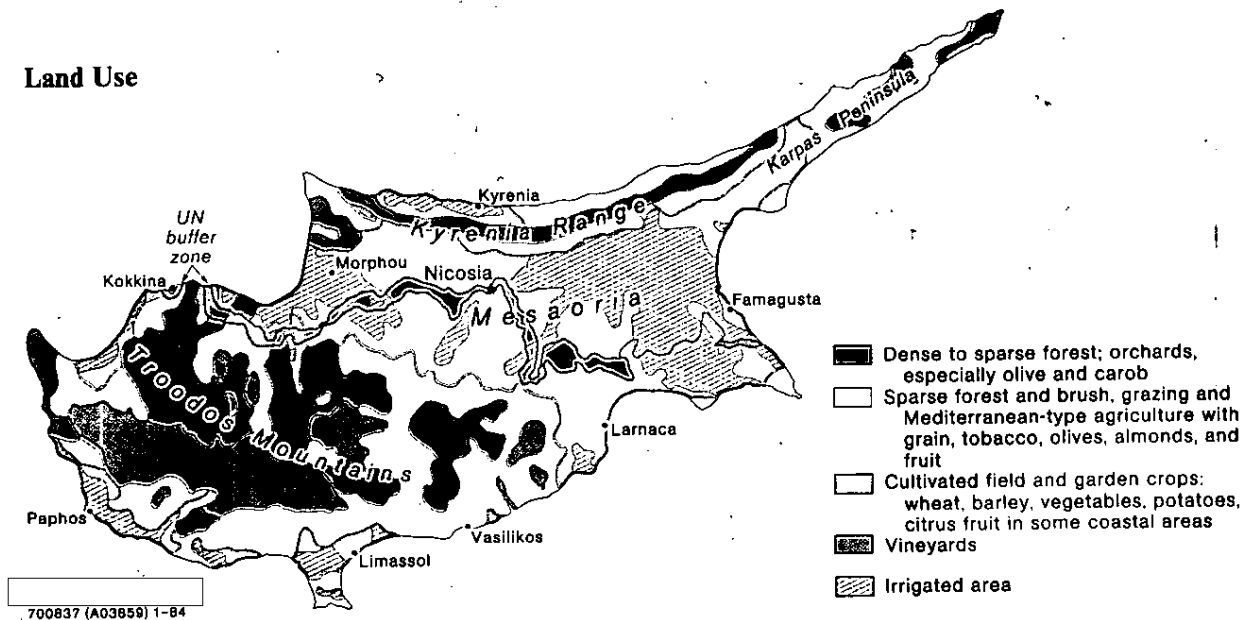 Land Use
Karpas Peninsula
Kyrenia
Kyrenia Range
UN
buffer
zone
Kokkina
Morphou
Nicosia
Mesaoria
Famagusta
Troodos Mountains
Larnaca
Paphos
Vasilikos
Limassol
Dense to sparse forest; orchards,
especially olive and carob
Sparse forest and brush, grazing and
Mediterranean-type agriculture with
grain, tobacco, olives, almonds, and
fruit
Cultivated field and garden crops:
wheat, barley, vegetables, potatoes,
citrus fruit in some coastal areas
Vineyards
Irrigated area
700837 (A03859) 1-84